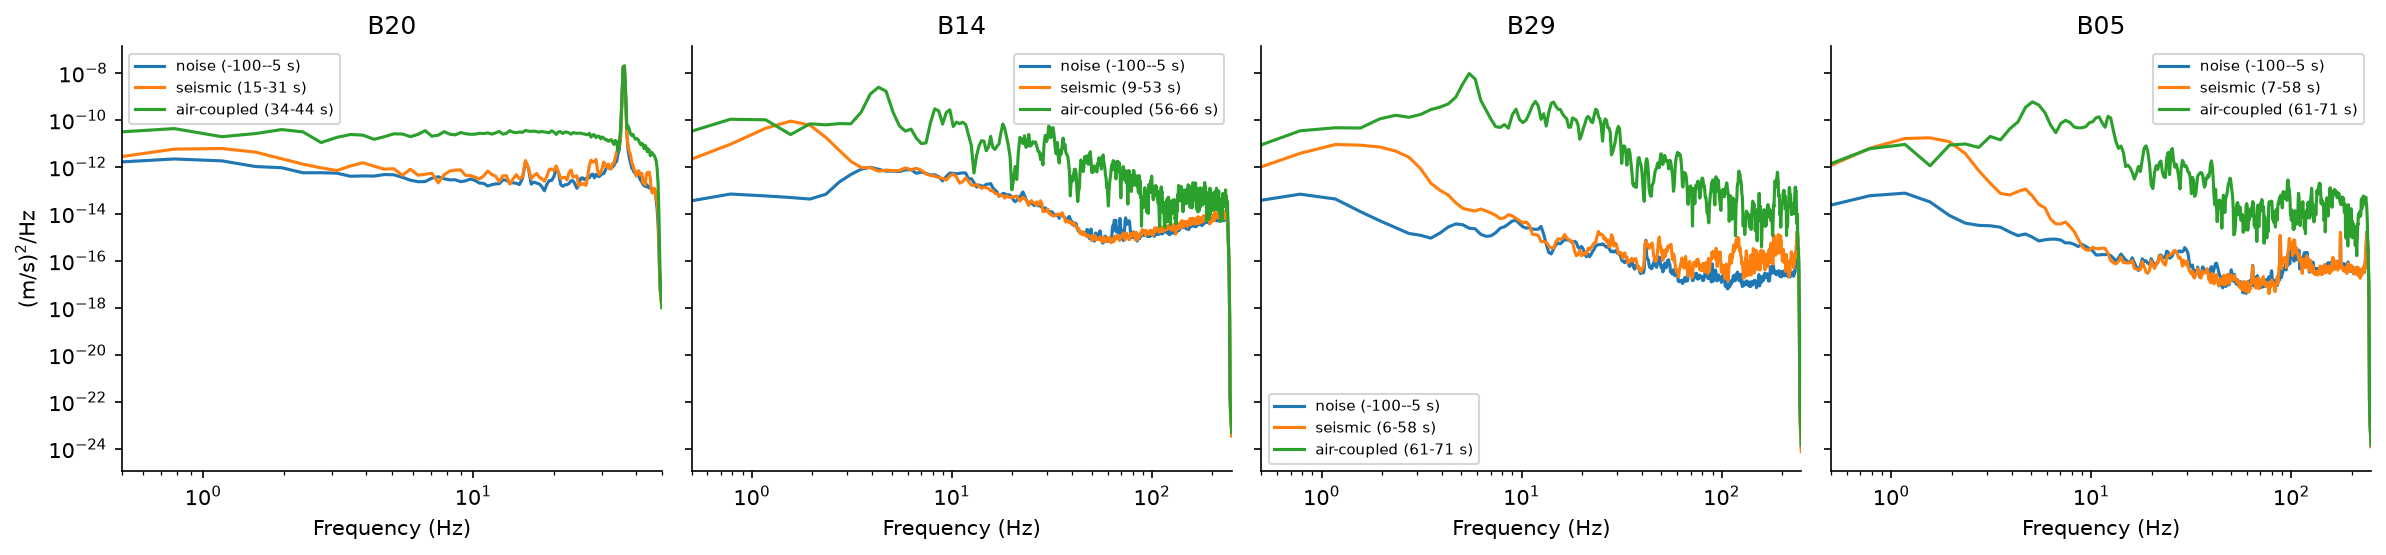 B20
B14
B29
B05
noise (-100--5 s)
seismic (15-31 s)
air-coupled (34-44 s)
noise (-100--5 s)
seismic (9-53 s)
air-coupled (56-66 s)
noise (-100--5 s)
seismic (6-58 s)
air-coupled (61-71 s)
noise (-100--5 s)
seismic (7-58 s)
air-coupled (61-71 s)
(m/s)²/Hz
10⁻⁸
10⁻¹⁰
10⁻¹²
10⁻¹⁴
10⁻¹⁶
10⁻¹⁸
10⁻²⁰
10⁻²²
10⁻²⁴
10⁰ 10¹
10⁰ 10¹ 10²
10⁰ 10¹ 10²
10⁰ 10¹ 10²
Frequency (Hz)
Frequency (Hz)
Frequency (Hz)
Frequency (Hz)